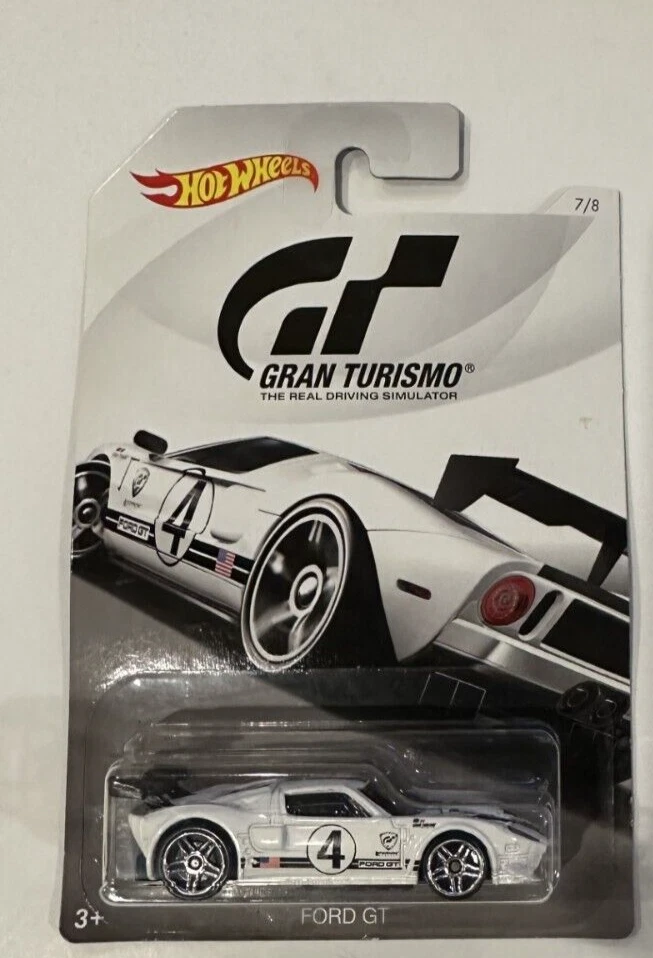 HOT WHEELS
7/8
GT
GRAN TURISMO®
THE REAL DRIVING SIMULATOR
4
FORD GT
4
FORD GT
3+
FORD GT